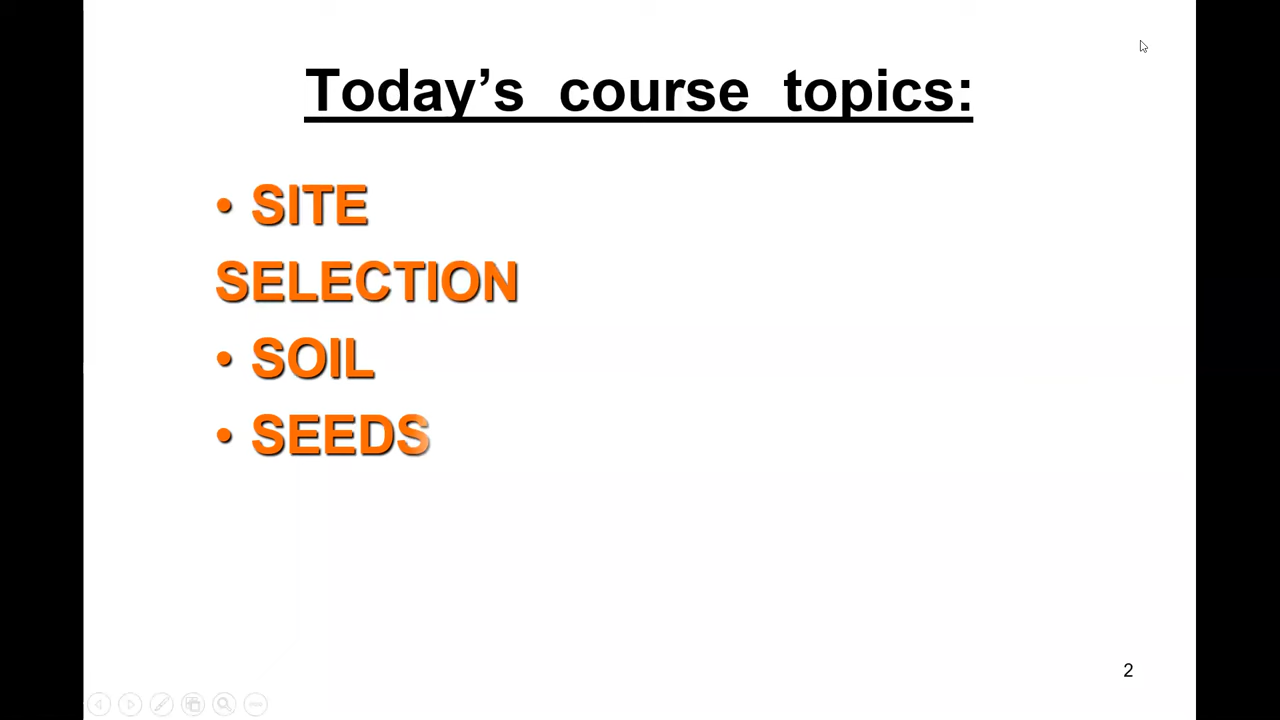 Today’s course topics:
• SITE
SELECTION
• SOIL
• SEEDS
2